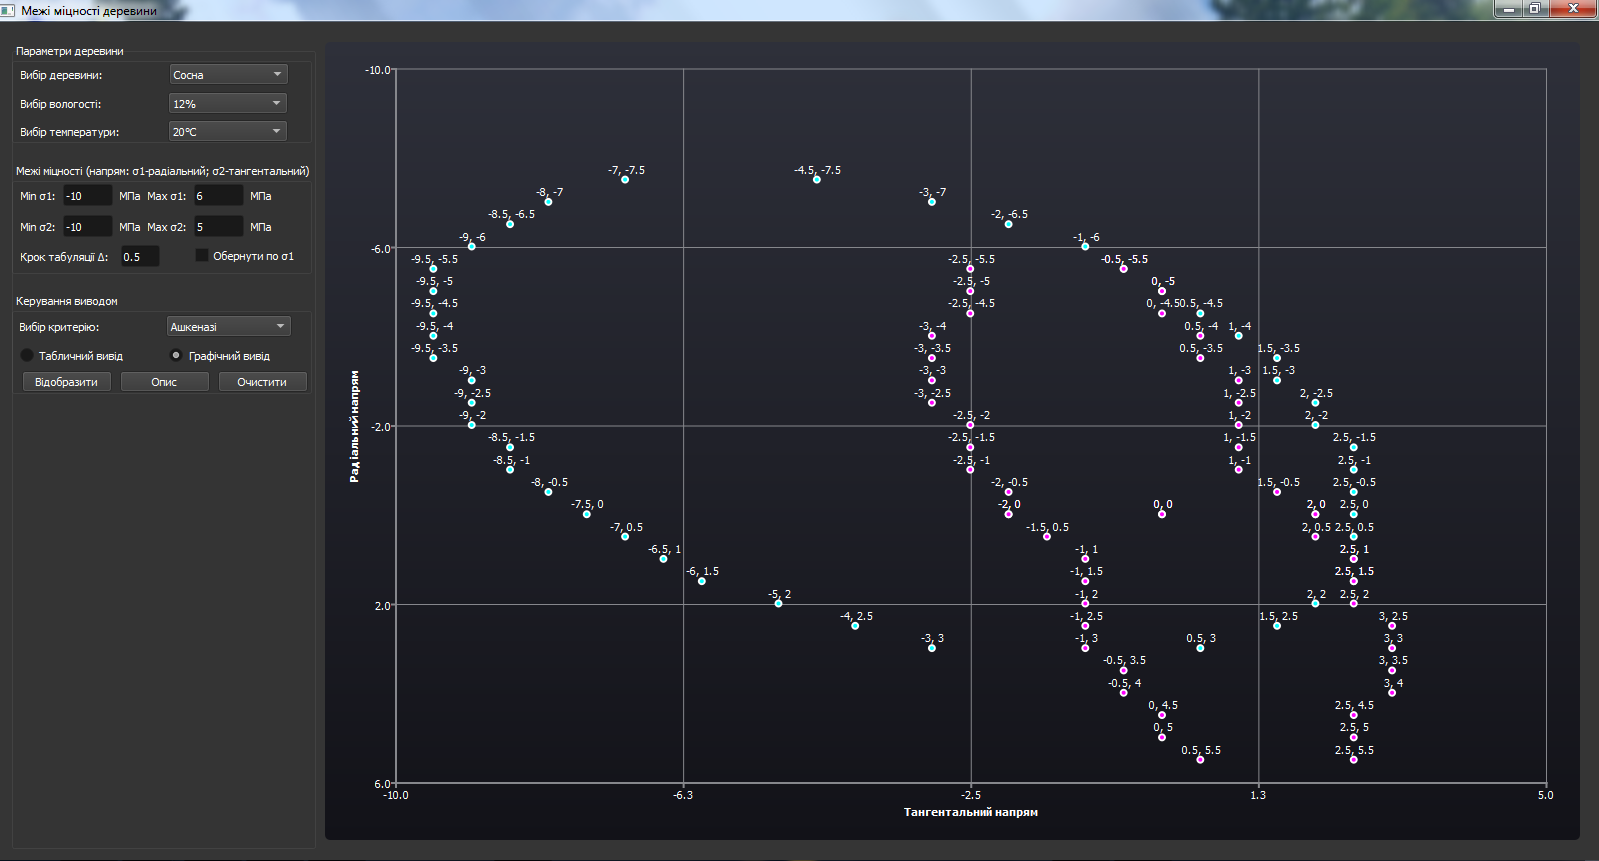 Межі міцності деревини
Параметри деревини
Вибір деревини: Сосна
Вибір вологості: 12%
Вибір температури: 20°C
Межі міцності (напрям: σ1-радіальний; σ2-тангентальний)
Min σ1: -10 МПа Max σ1: 6 МПа
Min σ2: -10 МПа Max σ2: 5 МПа
Крок табуляції Δ: 0.5 Обернути по σ1
Керування виводом
Вибір критерію: Ашкеназі
Табличний вивід Графічний вивід
Відобразити Опис Очистити
-10.0
-7, -7.5 -4.5, -7.5
-8, -7 -3, -7
-8.5, -6.5 -2, -6.5
-9, -6 -1, -6
-6.0
-9.5, -5.5 -2.5, -5.5 -0.5, -5.5
-9.5, -5 -2.5, -5 0, -5
-9.5, -4.5 -2.5, -4.5 0, -4.5 0.5, -4.5
-9.5, -4 -3, -4 0.5, -4 1, -4
-9.5, -3.5 -3, -3.5 0.5, -3.5 1.5, -3.5
-9, -3 -3, -3 1, -3 1.5, -3
-9, -2.5 -3, -2.5 1, -2.5 2, -2.5
-9, -2 -2.5, -2 1, -2 2, -2
-2.0
-8.5, -1.5 -2.5, -1.5 1, -1.5 2.5, -1.5
-8.5, -1 -2.5, -1 1, -1 2.5, -1
-8, -0.5 -2, -0.5 1.5, -0.5 2.5, -0.5
-7.5, 0 -2, 0 0, 0 2, 0 2.5, 0
-7, 0.5 -1.5, 0.5 2, 0.5 2.5, 0.5
-6.5, 1 -1, 1 2.5, 1
-6, 1.5 -1, 1.5 2.5, 1.5
-5, 2 -1, 2 2, 2 2.5, 2
2.0
-4, 2.5 -1, 2.5 1.5, 2.5 3, 2.5
-3, 3 -1, 3 0.5, 3 3, 3
-0.5, 3.5 3, 3.5
-0.5, 4 3, 4
0, 4.5 2.5, 4.5
0, 5 2.5, 5
0.5, 5.5 2.5, 5.5
6.0
-10.0 -6.3 -2.5 1.3 5.0
Радіальний напрям
Тангентальний напрям